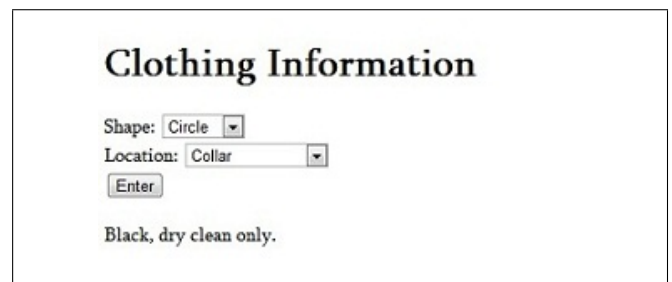 Clothing Information
Shape: Circle
Location: Collar
Enter
Black, dry clean only.